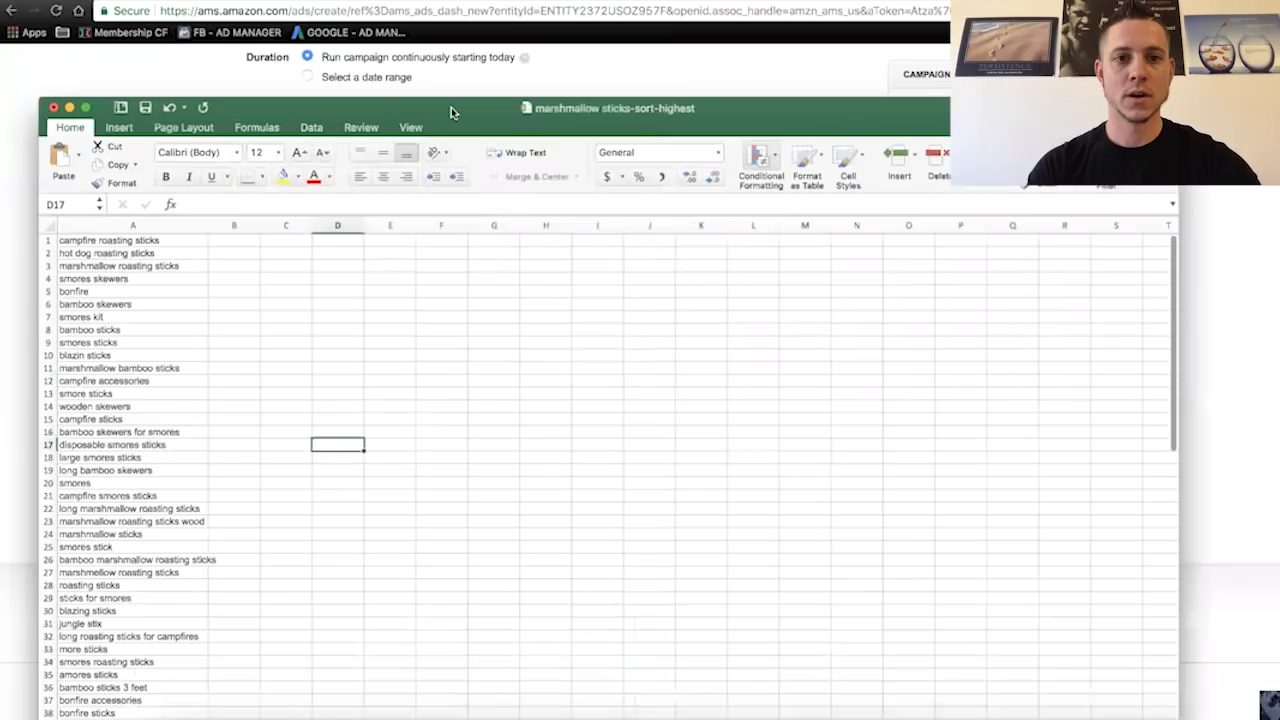 Secure https://ams.amazon.com/ads/create/ref%3Dams_ads_dash_new?entityId=ENTITY2372USOZ957F&openid.assoc_handle=amzn_ams_us&aToken=Atza%7
Apps Membership CF FB - AD MANAGER GOOGLE - AD MAN...
Duration Run campaign continuously starting today
Select a date range
CAMPAIGN
PERSISTENCE
marshmallow sticks-sort-highest
Home Insert Page Layout Formulas Data Review View
Paste Cut Copy Format
Calibri (Body) 12
B I U
Wrap Text
Merge & Center
General
$ % ,
Conditional Formatting
Format as Table
Cell Styles
Insert
Delet
D17 fx
A B C D E F G H I J K L M N O P Q R S T
1 campfire roasting sticks
2 hot dog roasting sticks
3 marshmallow roasting sticks
4 smores skewers
5 bonfire
6 bamboo skewers
7 smores kit
8 bamboo sticks
9 smores sticks
10 blazin sticks
11 marshmallow bamboo sticks
12 campfire accessories
13 smore sticks
14 wooden skewers
15 campfire sticks
16 bamboo skewers for smores
17 disposable smores sticks
18 large smores sticks
19 long bamboo skewers
20 smores
21 campfire smores sticks
22 long marshmallow roasting sticks
23 marshmallow roasting sticks wood
24 marshmallow sticks
25 smores stick
26 bamboo marshmallow roasting sticks
27 marshmellow roasting sticks
28 roasting sticks
29 sticks for smores
30 blazing sticks
31 jungle stix
32 long roasting sticks for campfires
33 more sticks
34 smores roasting sticks
35 amores sticks
36 bamboo sticks 3 feet
37 bonfire accessories
38 bonfire sticks